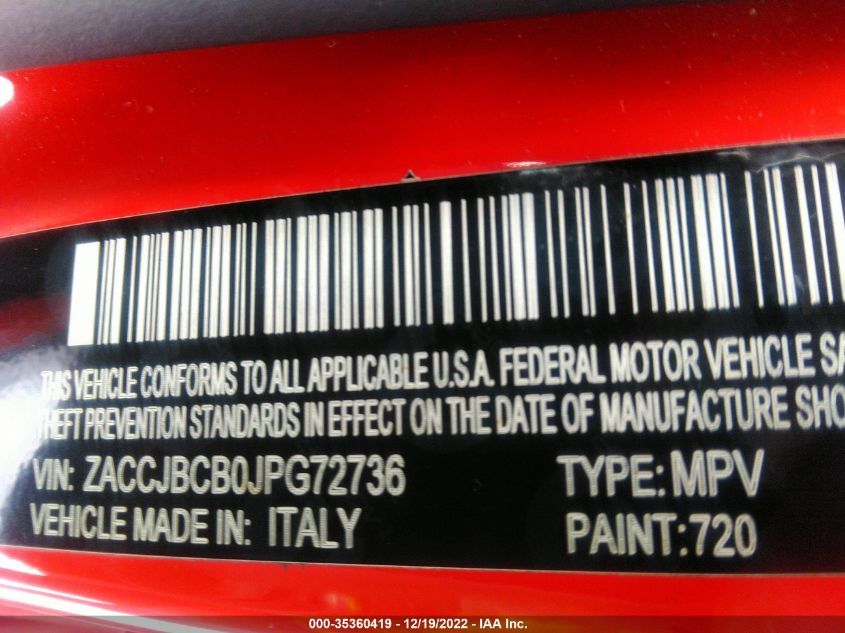 THIS VEHICLE CONFORMS TO ALL APPLICABLE U.S.A. FEDERAL MOTOR VEHICLE SA
THEFT PREVENTION STANDARDS IN EFFECT ON THE DATE OF MANUFACTURE SHO
VIN: ZACCJBCB0JPG72736 TYPE: MPV
VEHICLE MADE IN: ITALY PAINT:720
000-35360419 - 12/19/2022 - IAA Inc.